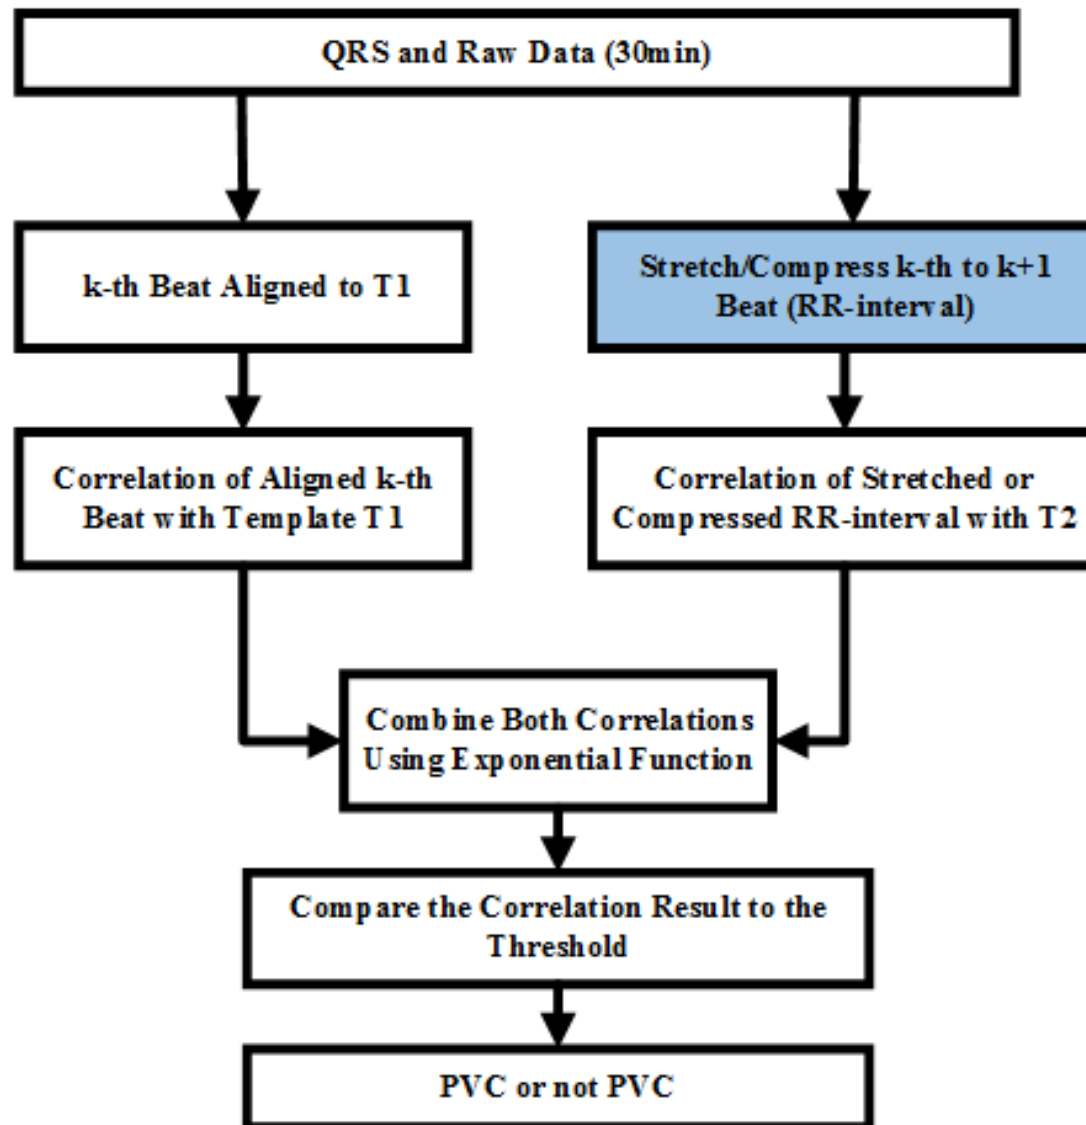 QRS and Raw Data (30min)
k-th Beat Aligned to T1
Stretch/Compress k-th to k+1
Beat (RR-interval)
Correlation of Aligned k-th
Beat with Template T1
Correlation of Stretched or
Compressed RR-interval with T2
Combine Both Correlations
Using Exponential Function
Compare the Correlation Result to the
Threshold
PVC or not PVC